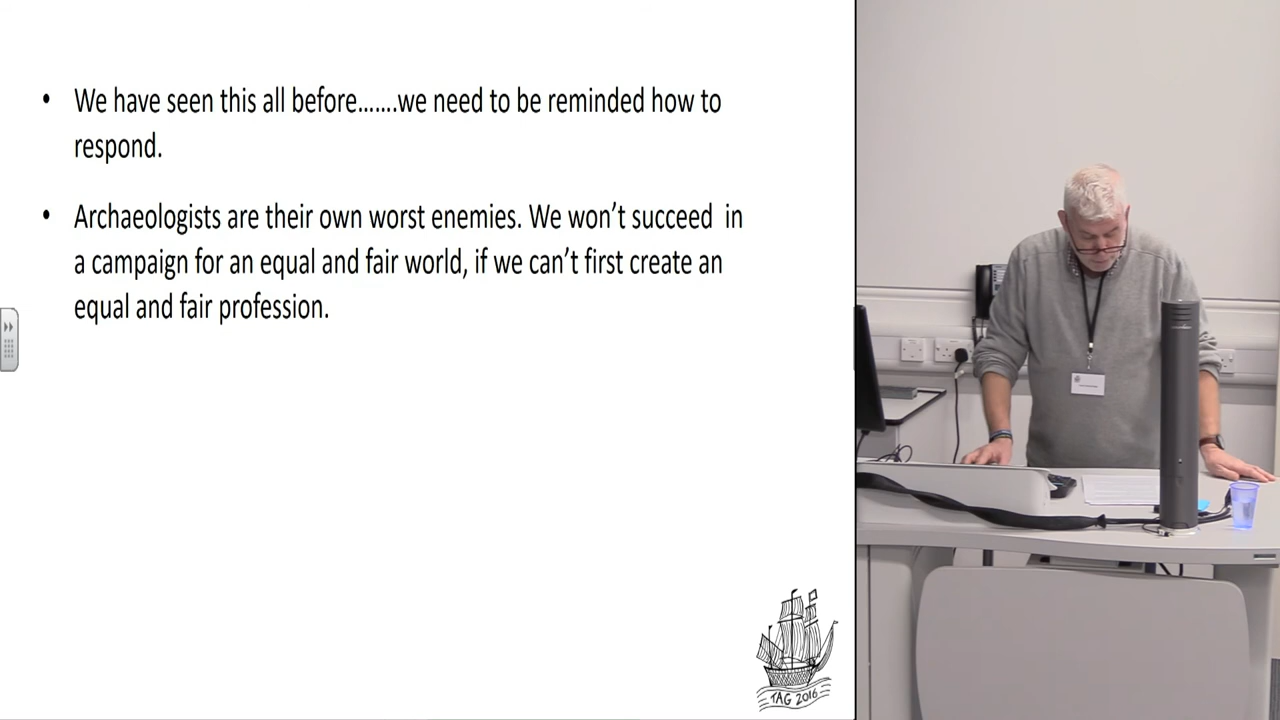 • We have seen this all before.......we need to be reminded how to
respond.
• Archaeologists are their own worst enemies. We won't succeed  in
a campaign for an equal and fair world, if we can't first create an
equal and fair profession.
TAG 2016